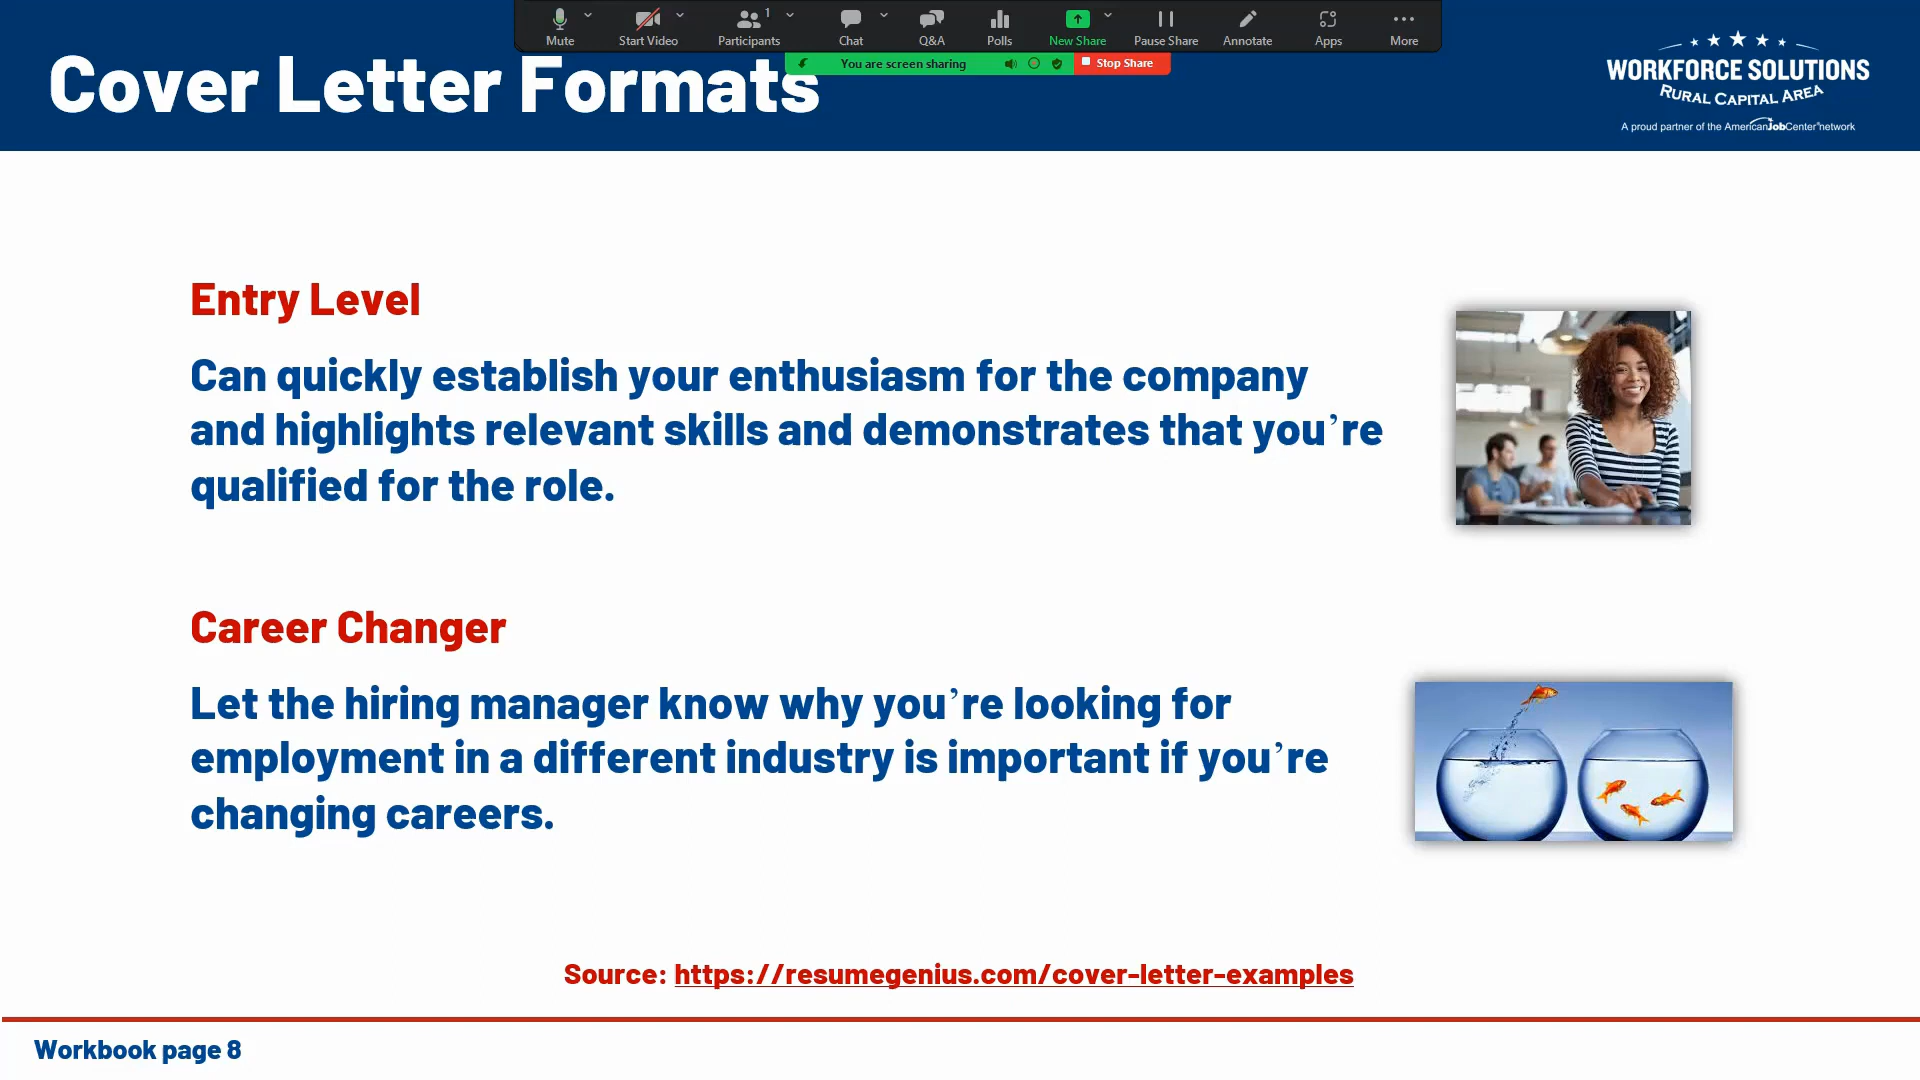 Mute
Start Video
Participants
1
Chat
Q&A
Polls
New Share
Pause Share
Annotate
Apps
More
You are screen sharing
Stop Share
Cover Letter Formats
WORKFORCE SOLUTIONS
RURAL CAPITAL AREA
A proud partner of the AmericanJobCenter®network
Entry Level
Can quickly establish your enthusiasm for the company
and highlights relevant skills and demonstrates that you’re
qualified for the role.
Career Changer
Let the hiring manager know why you’re looking for
employment in a different industry is important if you’re
changing careers.
Source: https://resumegenius.com/cover-letter-examples
Workbook page 8